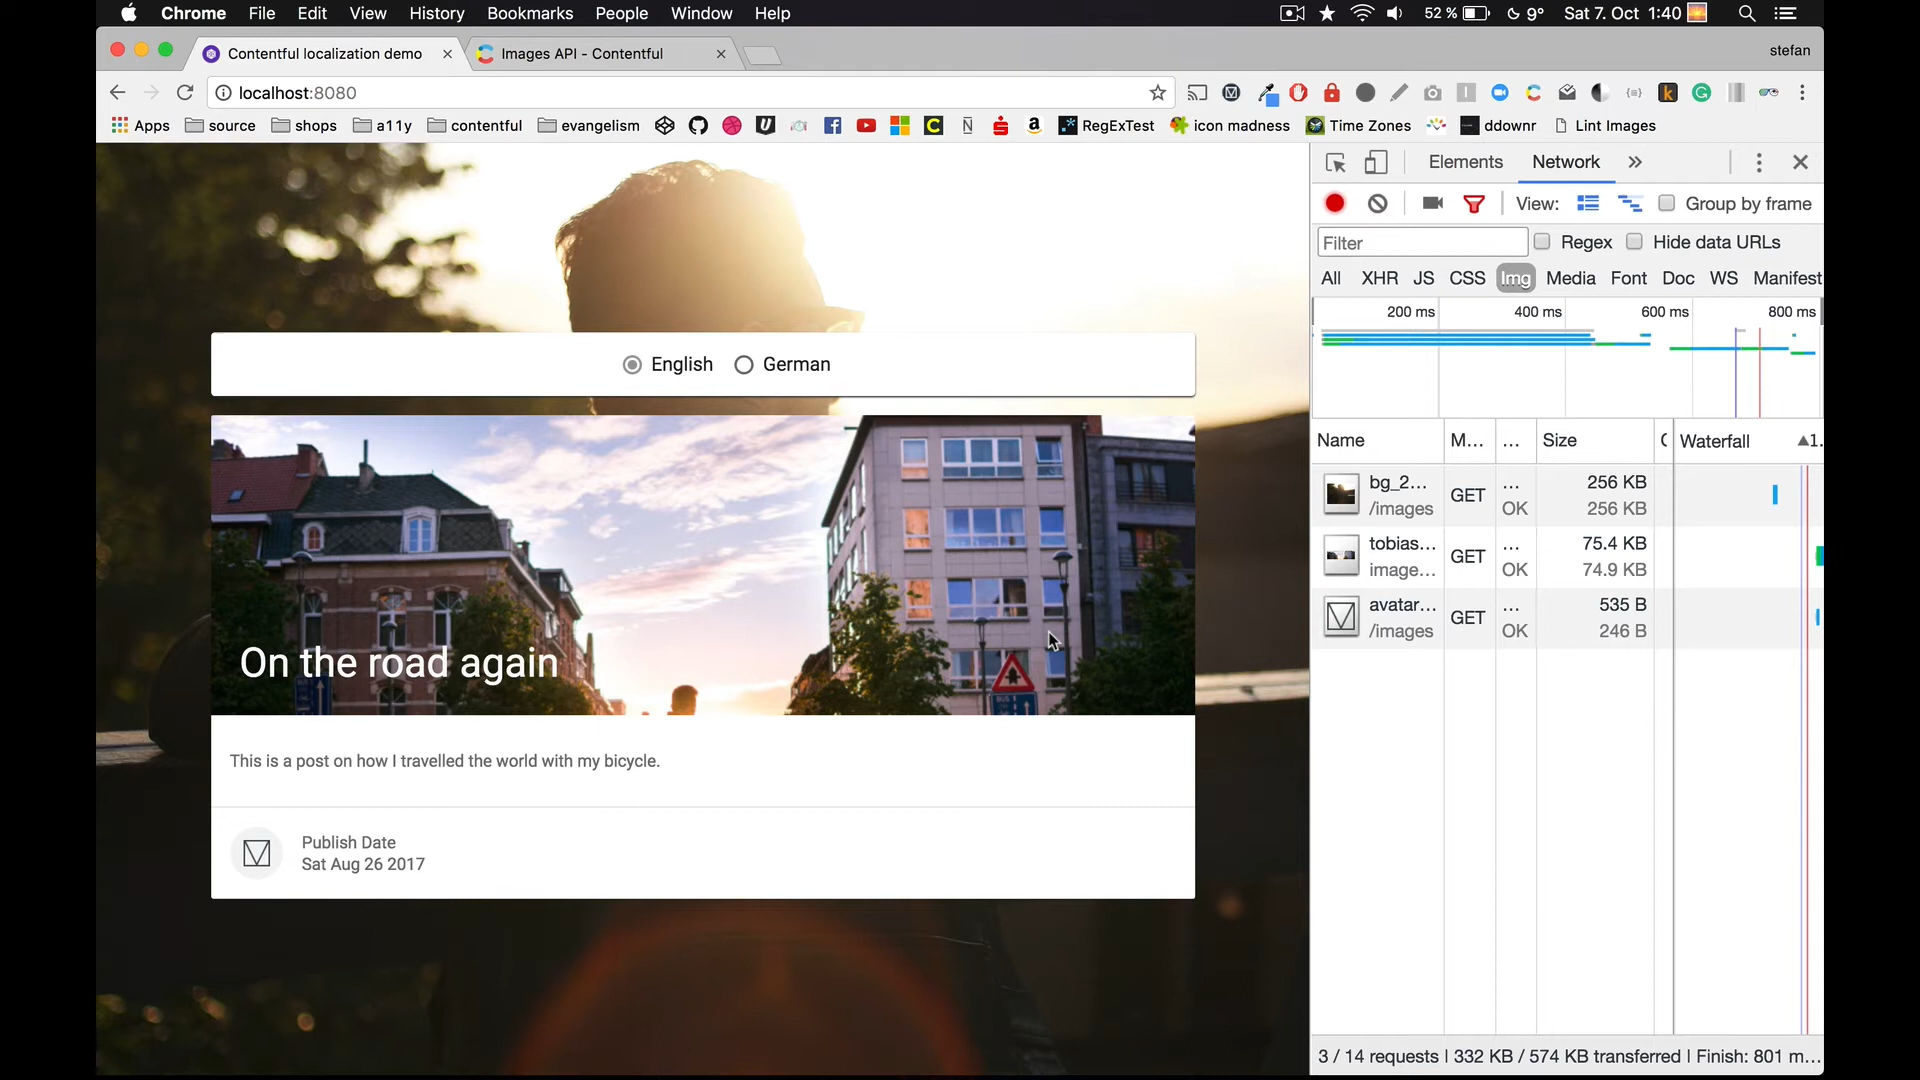 Chrome File Edit View History Bookmarks People Window Help 52 % 9° Sat 7. Oct 1:40
Contentful localization demo Images API - Contentful stefan
localhost:8080
Apps source shops a11y contentful evangelism RegExTest icon madness Time Zones ddownr Lint Images
Elements Network
View: Group by frame
Filter Regex Hide data URLs
All XHR JS CSS Img Media Font Doc WS Manifest
200 ms 400 ms 600 ms 800 ms
Name M... ... Size Waterfall 1.
bg_2... GET ... 256 KB
/images OK 256 KB
tobias... GET ... 75.4 KB
image... OK 74.9 KB
avatar... GET ... 535 B
/images OK 246 B
3 / 14 requests | 332 KB / 574 KB transferred | Finish: 801 m...
English German
On the road again
This is a post on how I travelled the world with my bicycle.
Publish Date
Sat Aug 26 2017